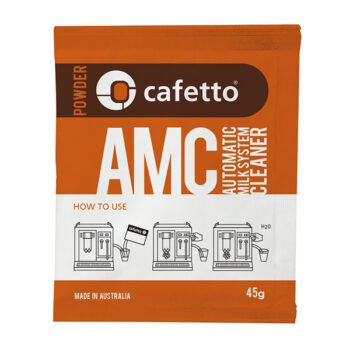 POWDER
cafetto®
AMC
AUTOMATIC
MILK SYSTEM
CLEANER
HOW TO USE
cafetto
H2O
MADE IN AUSTRALIA
45g